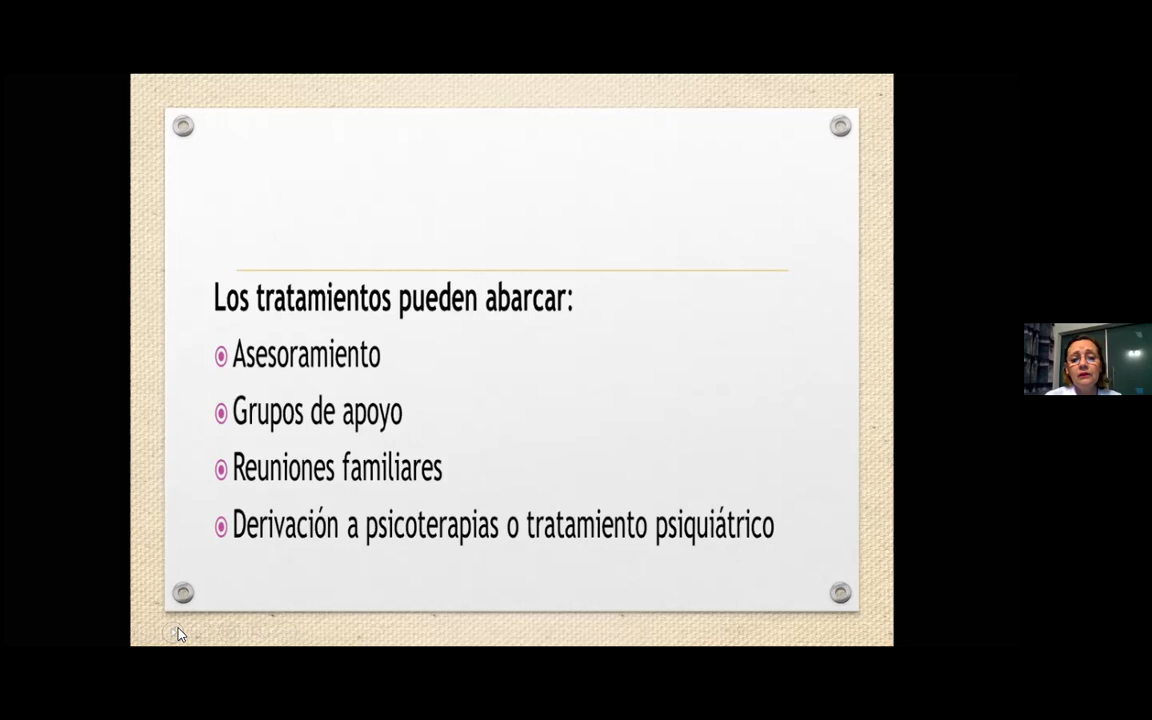 Los tratamientos pueden abarcar:
Asesoramiento
Grupos de apoyo
Reuniones familiares
Derivación a psicoterapias o tratamiento psiquiátrico